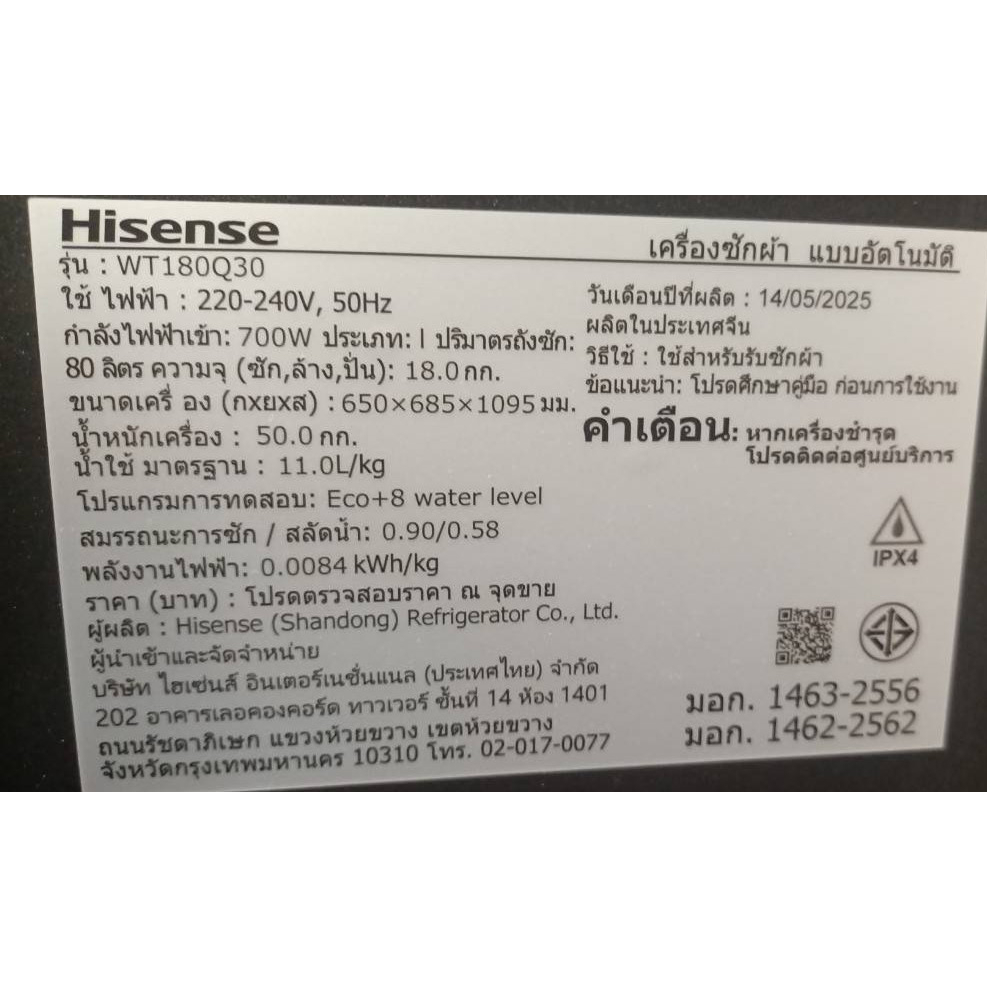 Hisense
เครื่องซักผ้า แบบอัตโนมัติ
รุ่น : WT180Q30
ใช้ ไฟฟ้า : 220-240V, 50Hz
กำลังไฟฟ้าเข้า: 700W ประเภท: I ปริมาตรถังซัก:
80 ลิตร ความจุ (ซัก,ล้าง,ปั่น): 18.0 กก.
ขนาดเครื่ อง (กxยxส) : 650×685×1095 มม.
น้ำหนักเครื่อง : 50.0 กก.
น้ำใช้ มาตรฐาน : 11.0L/kg
โปรแกรมการทดสอบ: Eco+8 water level
สมรรถนะการซัก / สลัดน้ำ: 0.90/0.58
พลังงานไฟฟ้า: 0.0084 kWh/kg
ราคา (บาท) : โปรดตรวจสอบราคา ณ จุดขาย
ผู้ผลิต : Hisense (Shandong) Refrigerator Co., Ltd.
ผู้นำเข้าและจัดจำหน่าย
บริษัท ไฮเซ่นส์ อินเตอร์เนชั่นแนล (ประเทศไทย) จำกัด
202 อาคารเลอคองคอร์ด ทาวเวอร์ ชั้นที่ 14 ห้อง 1401
ถนนรัชดาภิเษก แขวงห้วยขวาง เขตห้วยขวาง
จังหวัดกรุงเทพมหานคร 10310 โทร. 02-017-0077
วันเดือนปีที่ผลิต : 14/05/2025
ผลิตในประเทศจีน
วิธีใช้ : ใช้สำหรับรับซักผ้า
ข้อแนะนำ: โปรดศึกษาคู่มือ ก่อนการใช้งาน
คำเตือน: หากเครื่องชำรุด
โปรดติดต่อศูนย์บริการ
IPX4
มอก. 1463-2556
มอก. 1462-2562